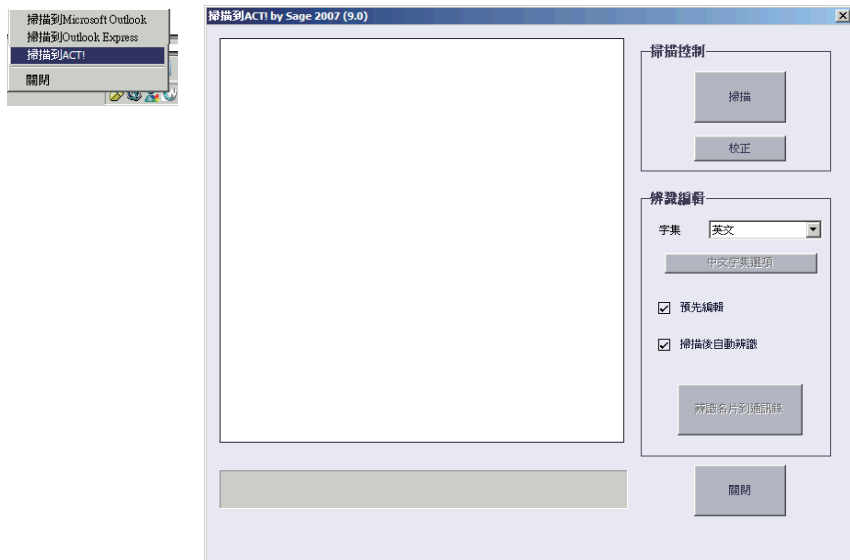 掃描到Microsoft Outlook
掃描到Outlook Express
掃描到ACT!
關閉
掃描到ACT! by Sage 2007 (9.0)
掃描控制
掃描
校正
辨識編輯
字集
英文
中文字集選項
預先編輯
掃描後自動辨識
辨識名片到通訊錄
關閉